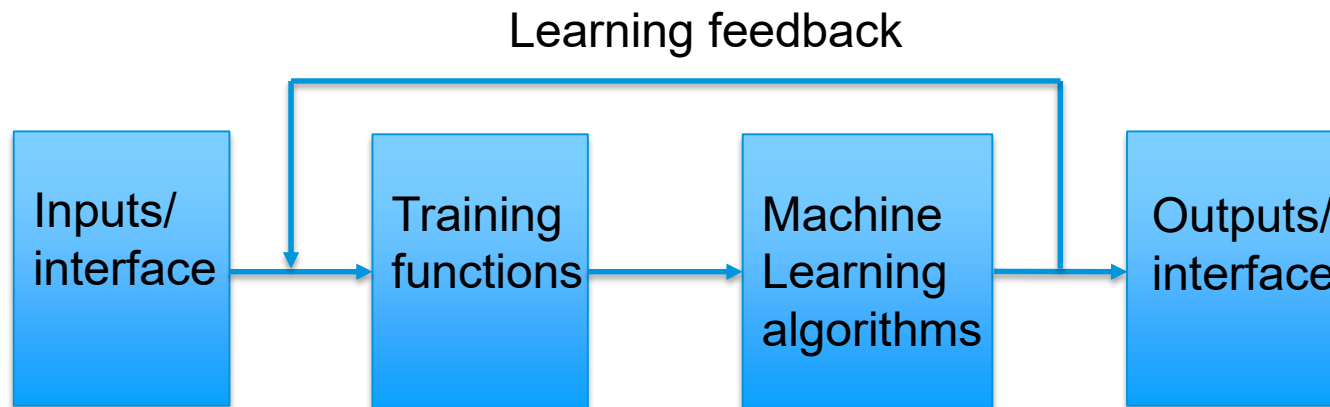 Learning feedback
Inputs/
interface
Training
functions
Machine
Learning
algorithms
Outputs/
interface